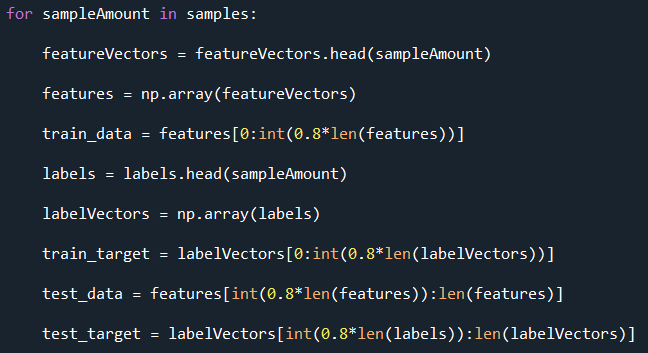 for sampleAmount in samples:
featureVectors = featureVectors.head(sampleAmount)
features = np.array(featureVectors)
train_data = features[0:int(0.8*len(features))]
labels = labels.head(sampleAmount)
labelVectors = np.array(labels)
train_target = labelVectors[0:int(0.8*len(labelVectors))]
test_data = features[int(0.8*len(features)):len(features)]
test_target = labelVectors[int(0.8*len(labels)):len(labelVectors)]